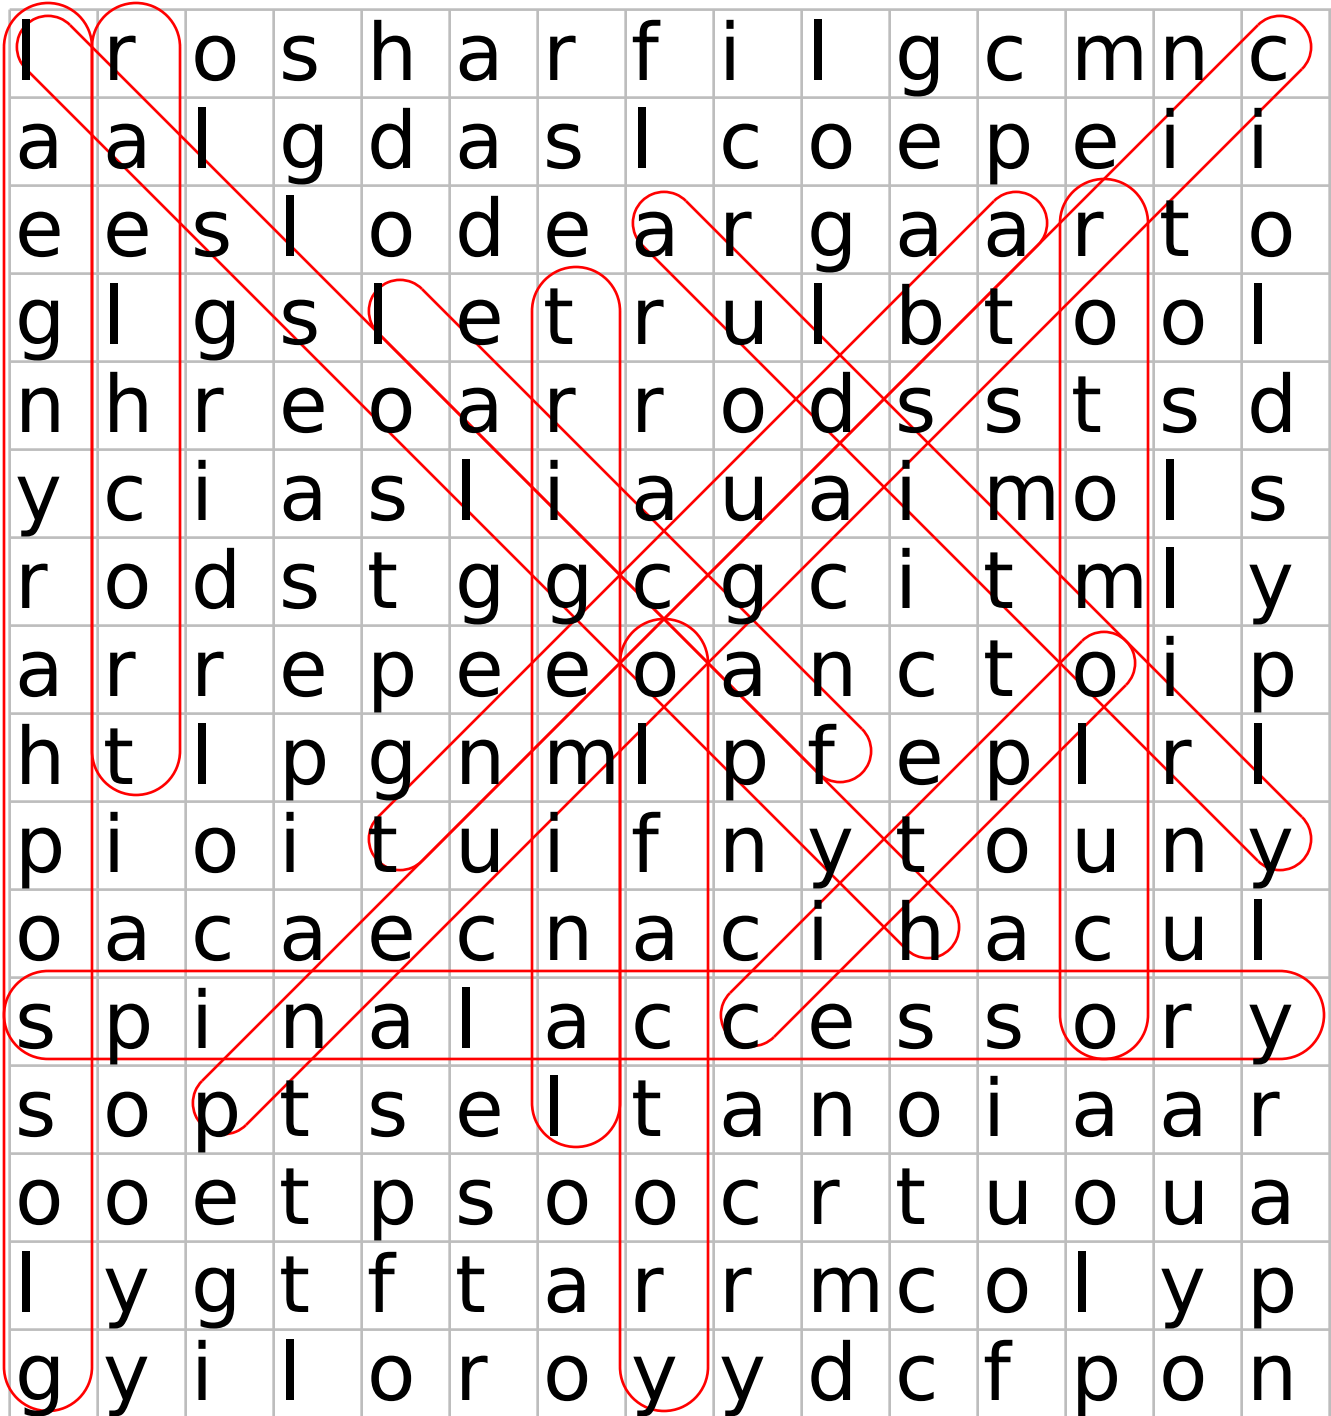 l r o s h a r f i l g c m n c
a a l g d a s l c o e p e i i
e e s l o d e a r g a a r t o
g l g s l e t r u l b t o o l
n h r e o a r r o d s s t s d
y c i a s l i a u a i m o l s
r o d s t g g c g c i t m l y
a r r e p e e o a n c t o i p
h t l p g n m l p f e p l r l
p i o i t u i f n y t o u n y
o a c a e c n a c i h a c u l
s p i n a l a c c e s s o r y
s o p t s e l t a n o i a a r
o o e t p s o o c r t u o u a
l y g t f t a r r m c o l y p
g y i l o r o y y d c f p o n